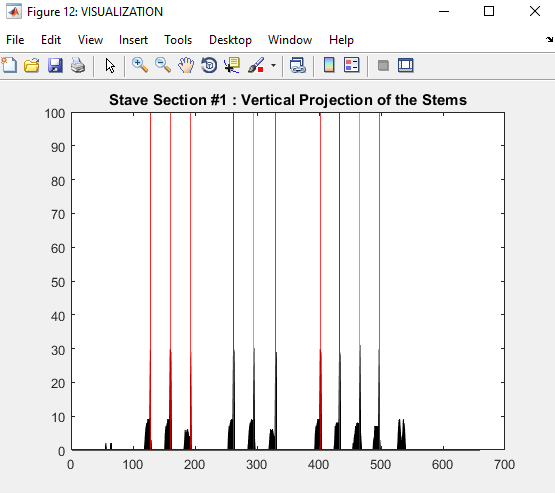 Figure 12: VISUALIZATION
File Edit View Insert Tools Desktop Window Help
Stave Section #1 : Vertical Projection of the Stems
100
90
80
70
60
50
40
30
20
10
0
0 100 200 300 400 500 600 700